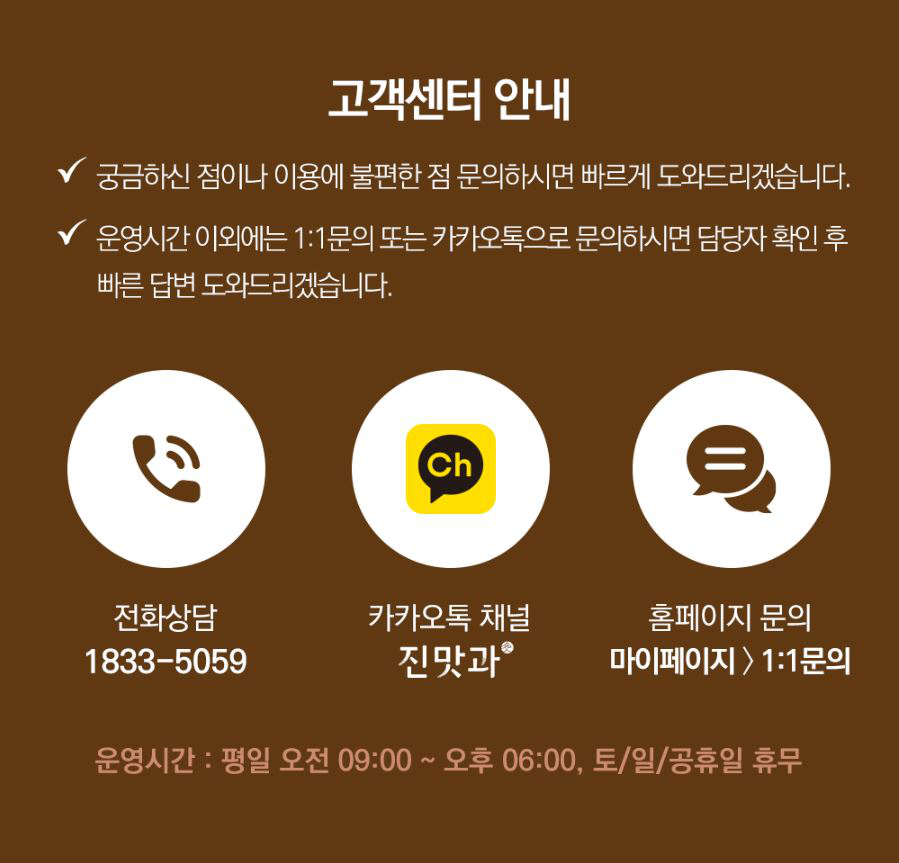 고객센터 안내
궁금하신 점이나 이용에 불편한 점 문의하시면 빠르게 도와드리겠습니다.
운영시간 이외에는 1:1문의 또는 카카오톡으로 문의하시면 담당자 확인 후
빠른 답변 도와드리겠습니다.
Ch
전화상담
1833-5059
카카오톡 채널
진맛과
홈페이지 문의
마이페이지 > 1:1문의
운영시간 : 평일 오전 09:00 ~ 오후 06:00, 토/일/공휴일 휴무